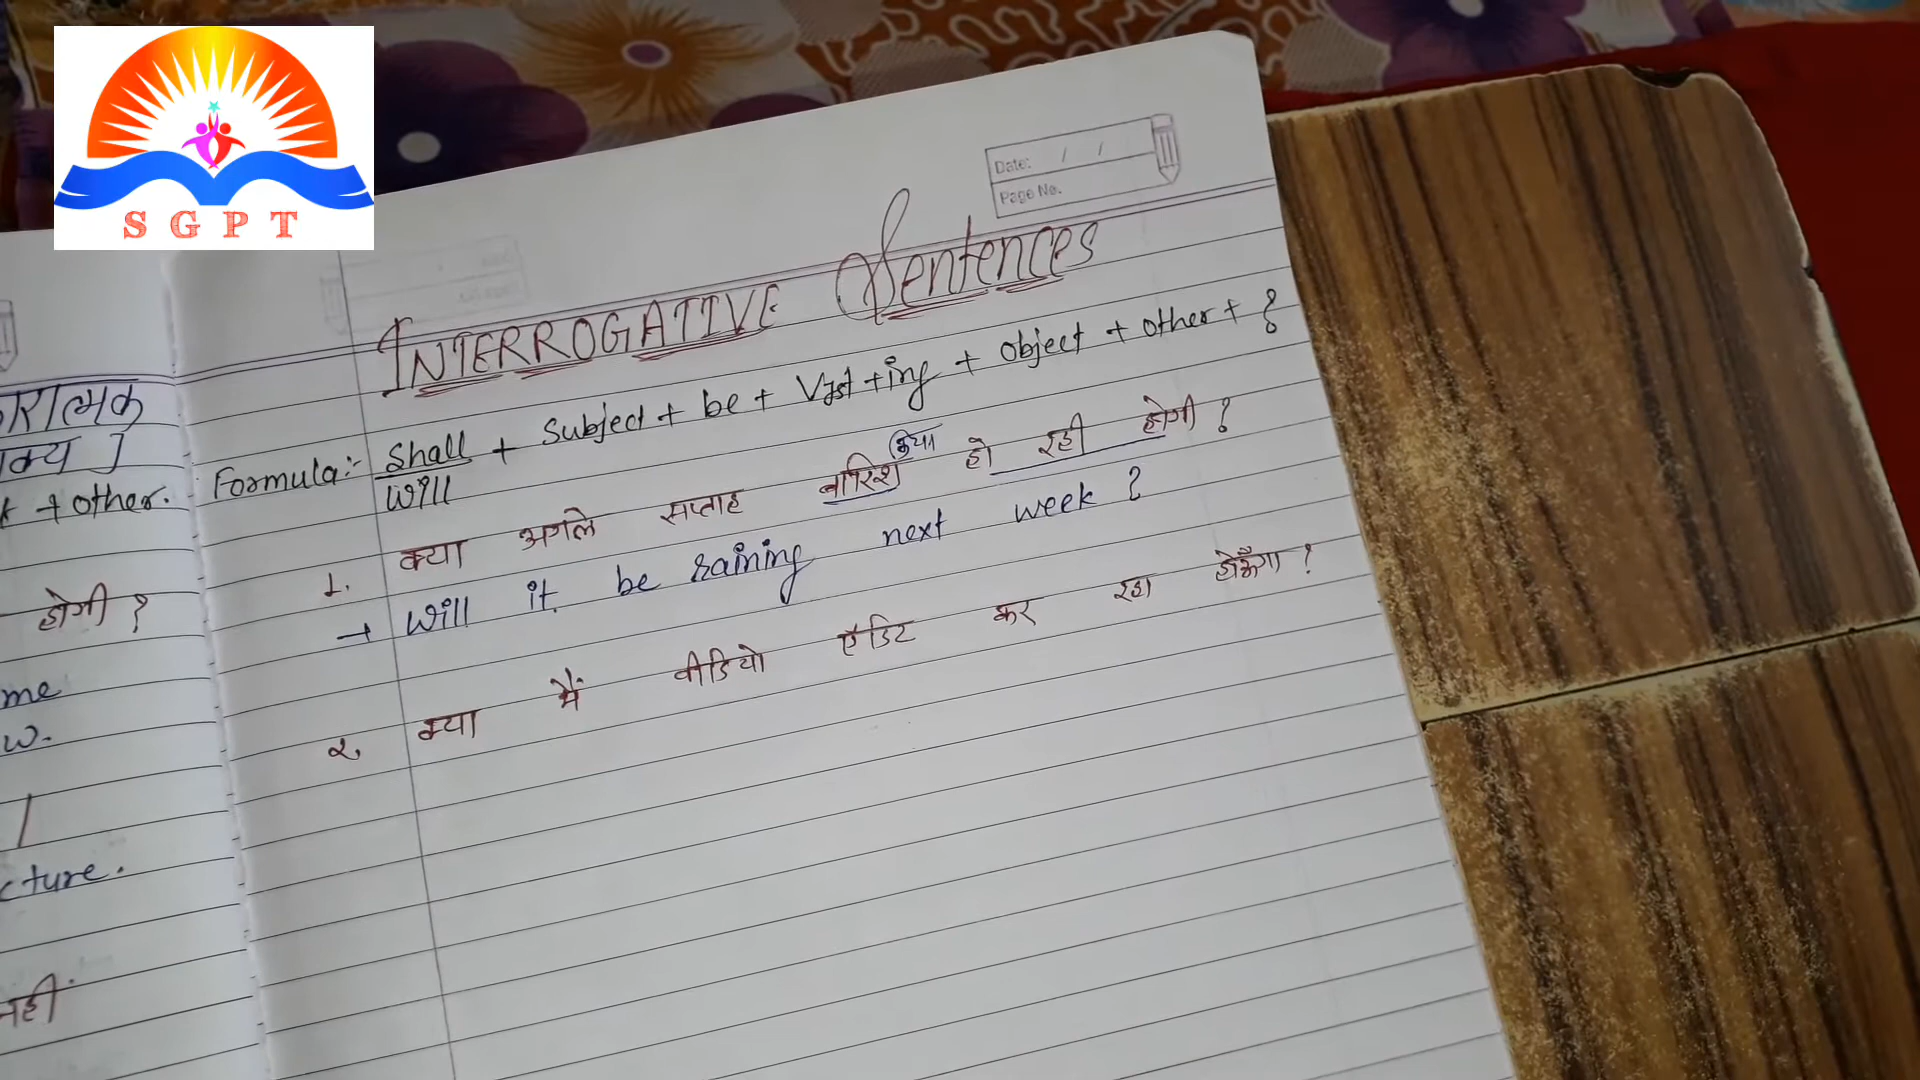 SGPT
Date: / /
Page No.
INTERROGATIVE Sentences
Formula:- Shall + Subject + be + V1st + ing + Object + other + ?
Will
1. क्या अगले सप्ताह बारिश हो रही होगी ?
क्रिया
→ Will it be raining next week ?
२. क्या मैं वीडियो एडिट कर रहा होऊँगा ?
+ other.
होगी ?
me
w.
cture.
नहीं